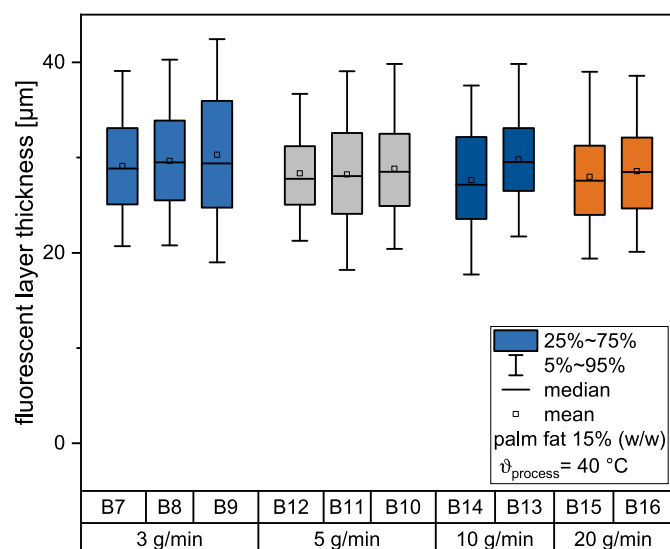 fluorescent layer thickness [µm]
40
20
0
25%~75%
5%~95%
median
mean
palm fat 15% (w/w)
ϑprocess= 40 °C
B7 B8 B9 B12 B11 B10 B14 B13 B15 B16
3 g/min 5 g/min 10 g/min 20 g/min